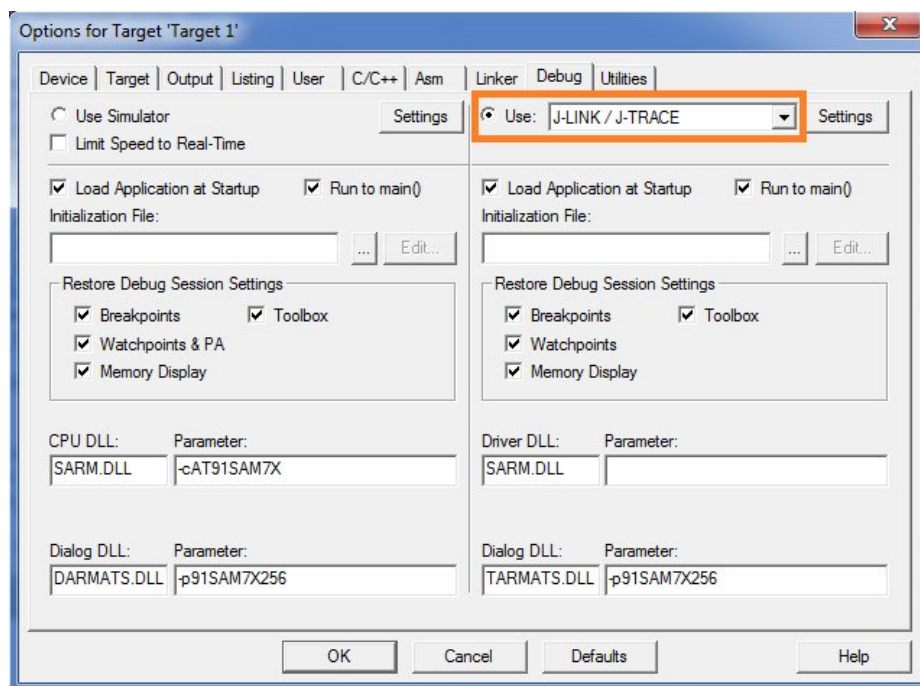 Options for Target 'Target 1'
Device Target Output Listing User C/C++ Asm Linker Debug Utilities
Use Simulator Settings
Limit Speed to Real-Time
Load Application at Startup Run to main()
Initialization File:
... Edit...
Restore Debug Session Settings
Breakpoints Toolbox
Watchpoints & PA
Memory Display
CPU DLL: Parameter:
SARM.DLL -cAT91SAM7X
Dialog DLL: Parameter:
DARMATS.DLL -p91SAM7X256
Use: J-LINK / J-TRACE Settings
Load Application at Startup Run to main()
Initialization File:
... Edit...
Restore Debug Session Settings
Breakpoints Toolbox
Watchpoints
Memory Display
Driver DLL: Parameter:
SARM.DLL
Dialog DLL: Parameter:
TARMATS.DLL -p91SAM7X256
OK Cancel Defaults Help